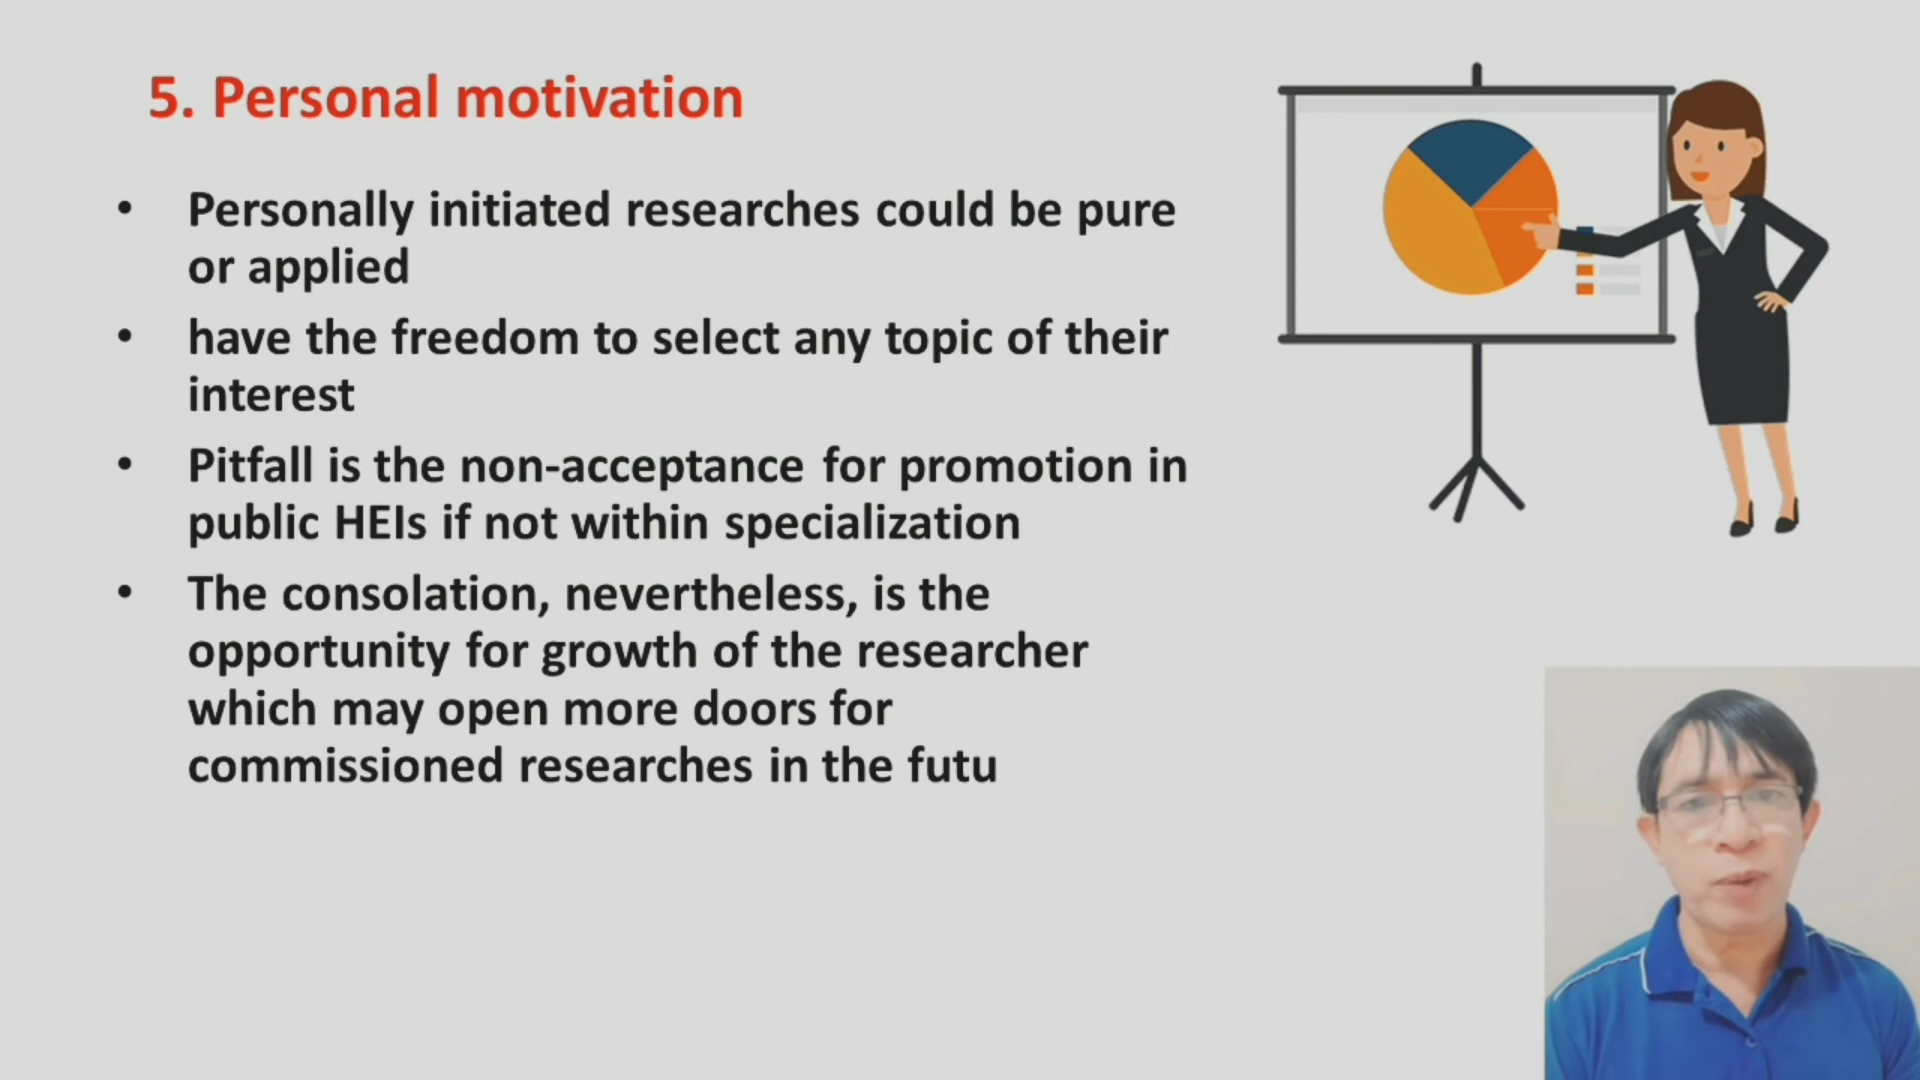 5. Personal motivation
• Personally initiated researches could be pure
or applied
• have the freedom to select any topic of their
interest
• Pitfall is the non-acceptance for promotion in
public HEIs if not within specialization
• The consolation, nevertheless, is the
opportunity for growth of the researcher
which may open more doors for
commissioned researches in the futu